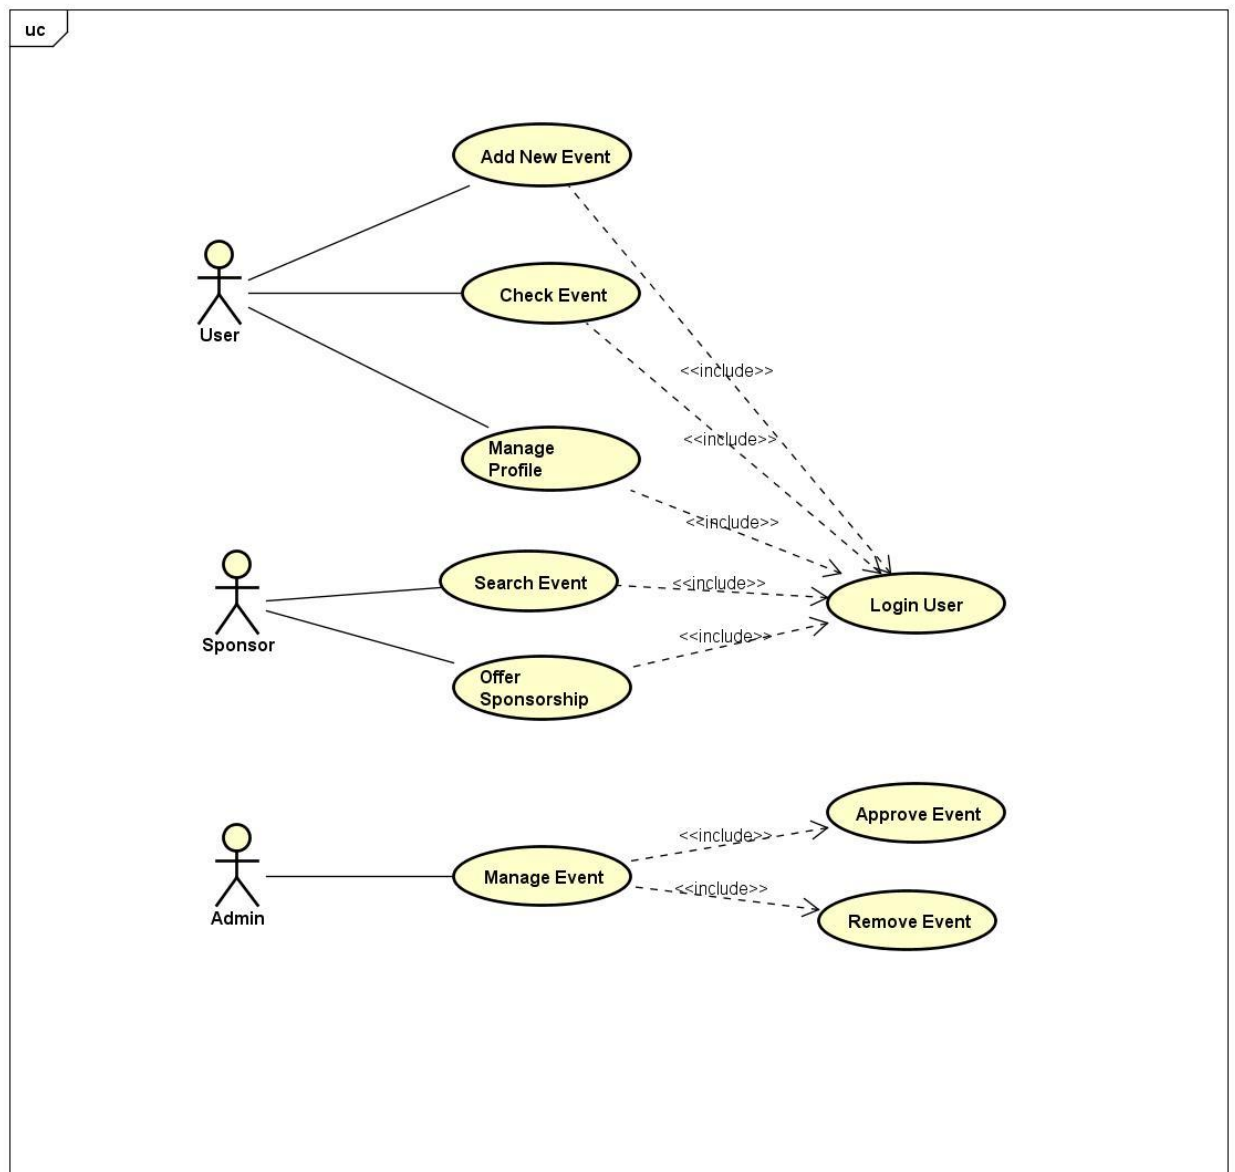 uc
Add New Event
User
Check Event
<<include>>
<<include>>
Manage
Profile
<<include>>
Sponsor
Search Event
<<include>>
Login User
<<include>>
Offer
Sponsorship
Admin
Manage Event
<<include>>
Approve Event
<<include>>
Remove Event